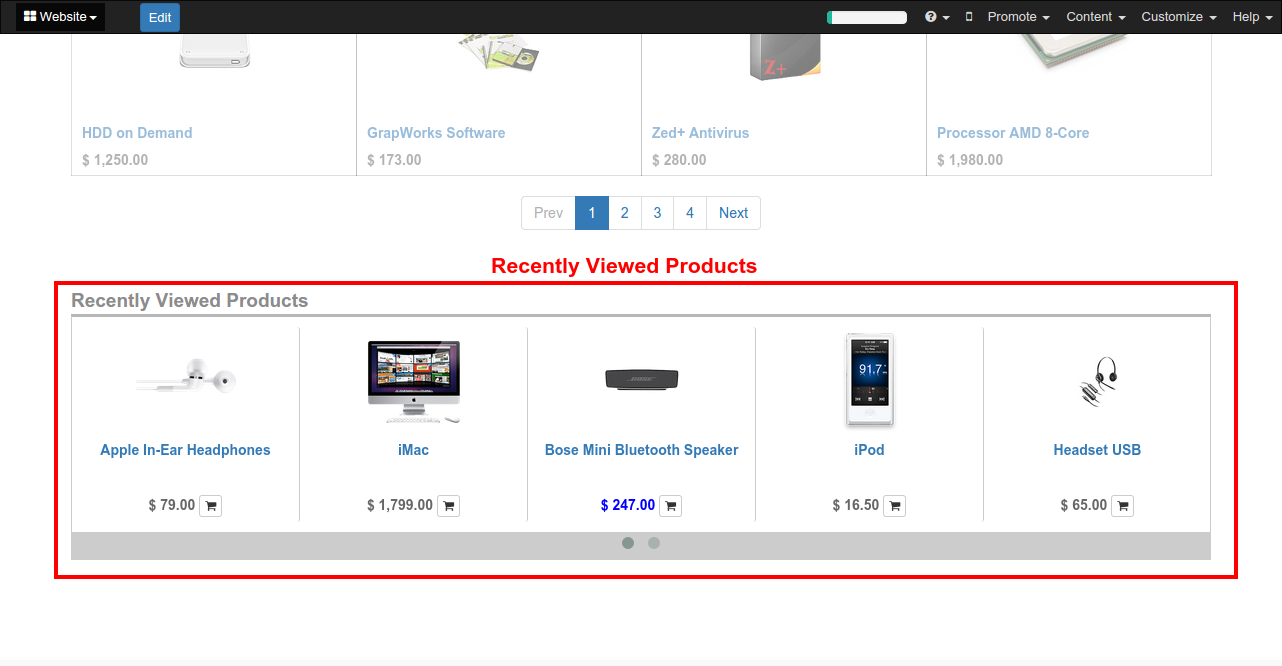 Website Edit Promote Content Customize Help
Z+
HDD on Demand GrapWorks Software Zed+ Antivirus Processor AMD 8-Core
$ 1,250.00 $ 173.00 $ 280.00 $ 1,980.00
Prev 1 2 3 4 Next
Recently Viewed Products
Recently Viewed Products
91.7
BOSE
Apple In-Ear Headphones iMac Bose Mini Bluetooth Speaker iPod Headset USB
$ 79.00 $ 1,799.00 $ 247.00 $ 16.50 $ 65.00